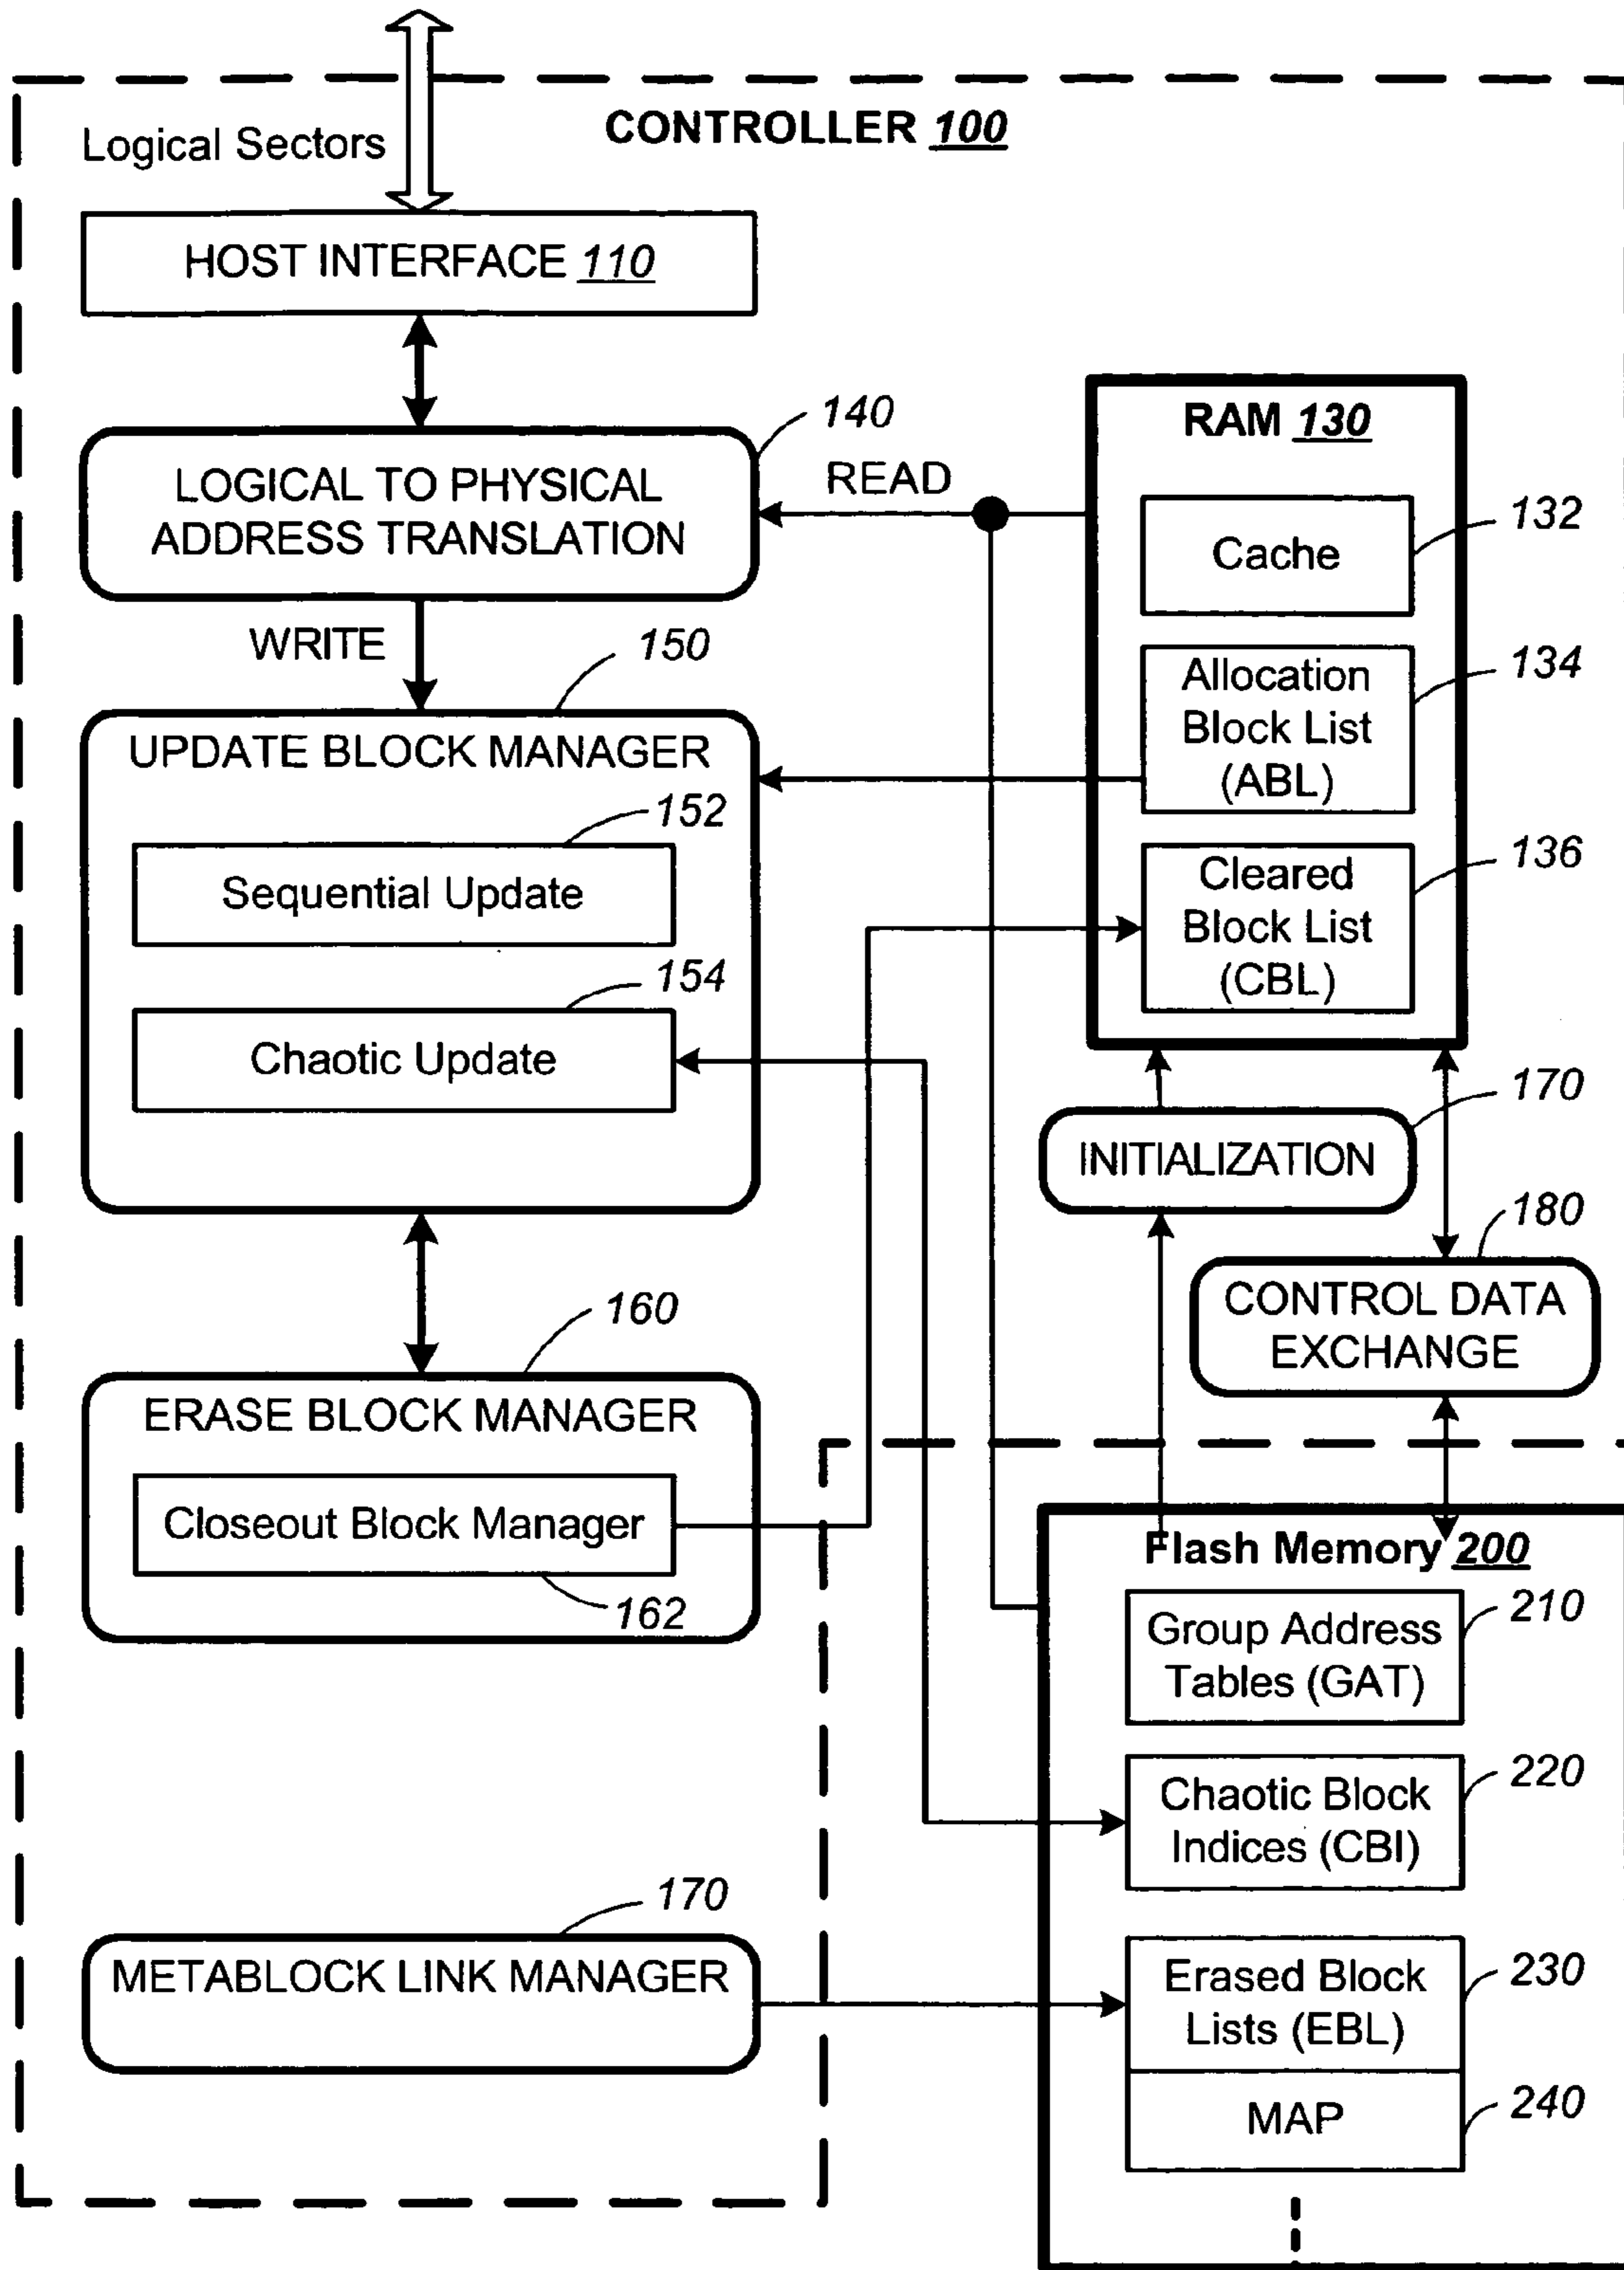 Logical Sectors
CONTROLLER 100
HOST INTERFACE 110
140
LOGICAL TO PHYSICAL
ADDRESS TRANSLATION
READ
RAM 130
Cache
132
Allocation
Block List
(ABL)
134
Cleared
Block List
(CBL)
136
WRITE
150
UPDATE BLOCK MANAGER
152
Sequential Update
154
Chaotic Update
170
INITIALIZATION
180
CONTROL DATA
EXCHANGE
160
ERASE BLOCK MANAGER
Closeout Block Manager
162
Flash Memory 200
Group Address
Tables (GAT)
210
Chaotic Block
Indices (CBI)
220
170
METABLOCK LINK MANAGER
Erased Block
Lists (EBL)
230
MAP
240